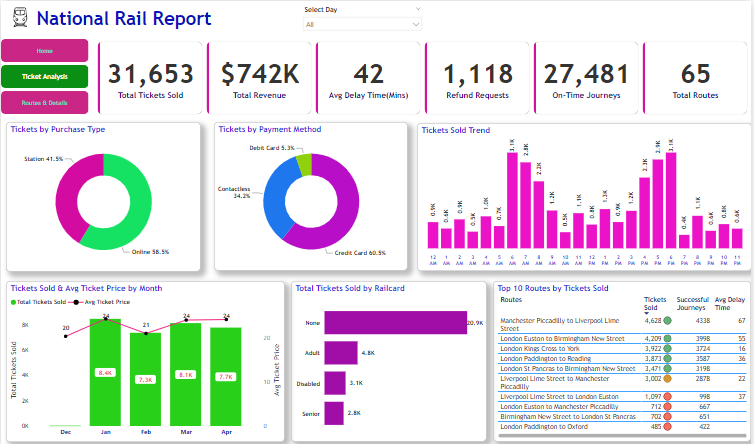 National Rail Report
Select Day
All
Home
Ticket Analysis
Routes & Details
31,653
Total Tickets Sold
$742K
Total Revenue
42
Avg Delay Time(Mins)
1,118
Refund Requests
27,481
On-Time Journeys
65
Total Routes
Tickets by Purchase Type
Station 41.5%
Online 58.5%
Tickets by Payment Method
Debit Card 5.3%
Contactless
34.2%
Credit Card 60.5%
Tickets Sold Trend
0.9K 0.6K 0.9K 0.5K 1.0K 0.7K 3.1K 2.8K 2.2K 1.2K 0.5K 1.1K 0.8K 1.3K 0.9K 1.2K 2.3K 2.9K 3.1K 0.4K 1.1K 0.6K 0.8K 0.6K
12 1 2 3 4 5 6 7 8 9 10 11 12 1 2 3 4 5 6 7 8 9 10 11
AM AM AM AM AM AM AM AM AM AM AM AM PM PM PM PM PM PM PM PM PM PM PM PM
Tickets Sold & Avg Ticket Price by Month
Total Tickets Sold Avg Ticket Price
Total Tickets Sold
8K
6K
4K
2K
0K
20 24 21 24 24
8.4K 7.3K 8.1K 7.7K
20
10
0
Avg Ticket Price
Dec Jan Feb Mar Apr
Total Tickets Sold by Railcard
None 20.9K
Adult 4.8K
Disabled 3.1K
Senior 2.8K
Top 10 Routes by Tickets Sold
Routes Tickets Successful Avg Delay
Sold Journeys Time
Manchester Piccadilly to Liverpool Lime 4,628 4338 67
Street
London Euston to Birmingham New Street 4,209 3998 55
London Kings Cross to York 3,922 3724 16
London Paddington to Reading 3,873 3587 36
London St Pancras to Birmingham New Street 3,471 3198
Liverpool Lime Street to Manchester 3,002 2878 22
Piccadilly
Liverpool Lime Street to London Euston 1,097 998 37
London Euston to Manchester Piccadilly 712 667
Birmingham New Street to London St Pancras 702 651
London Paddington to Oxford 485 422